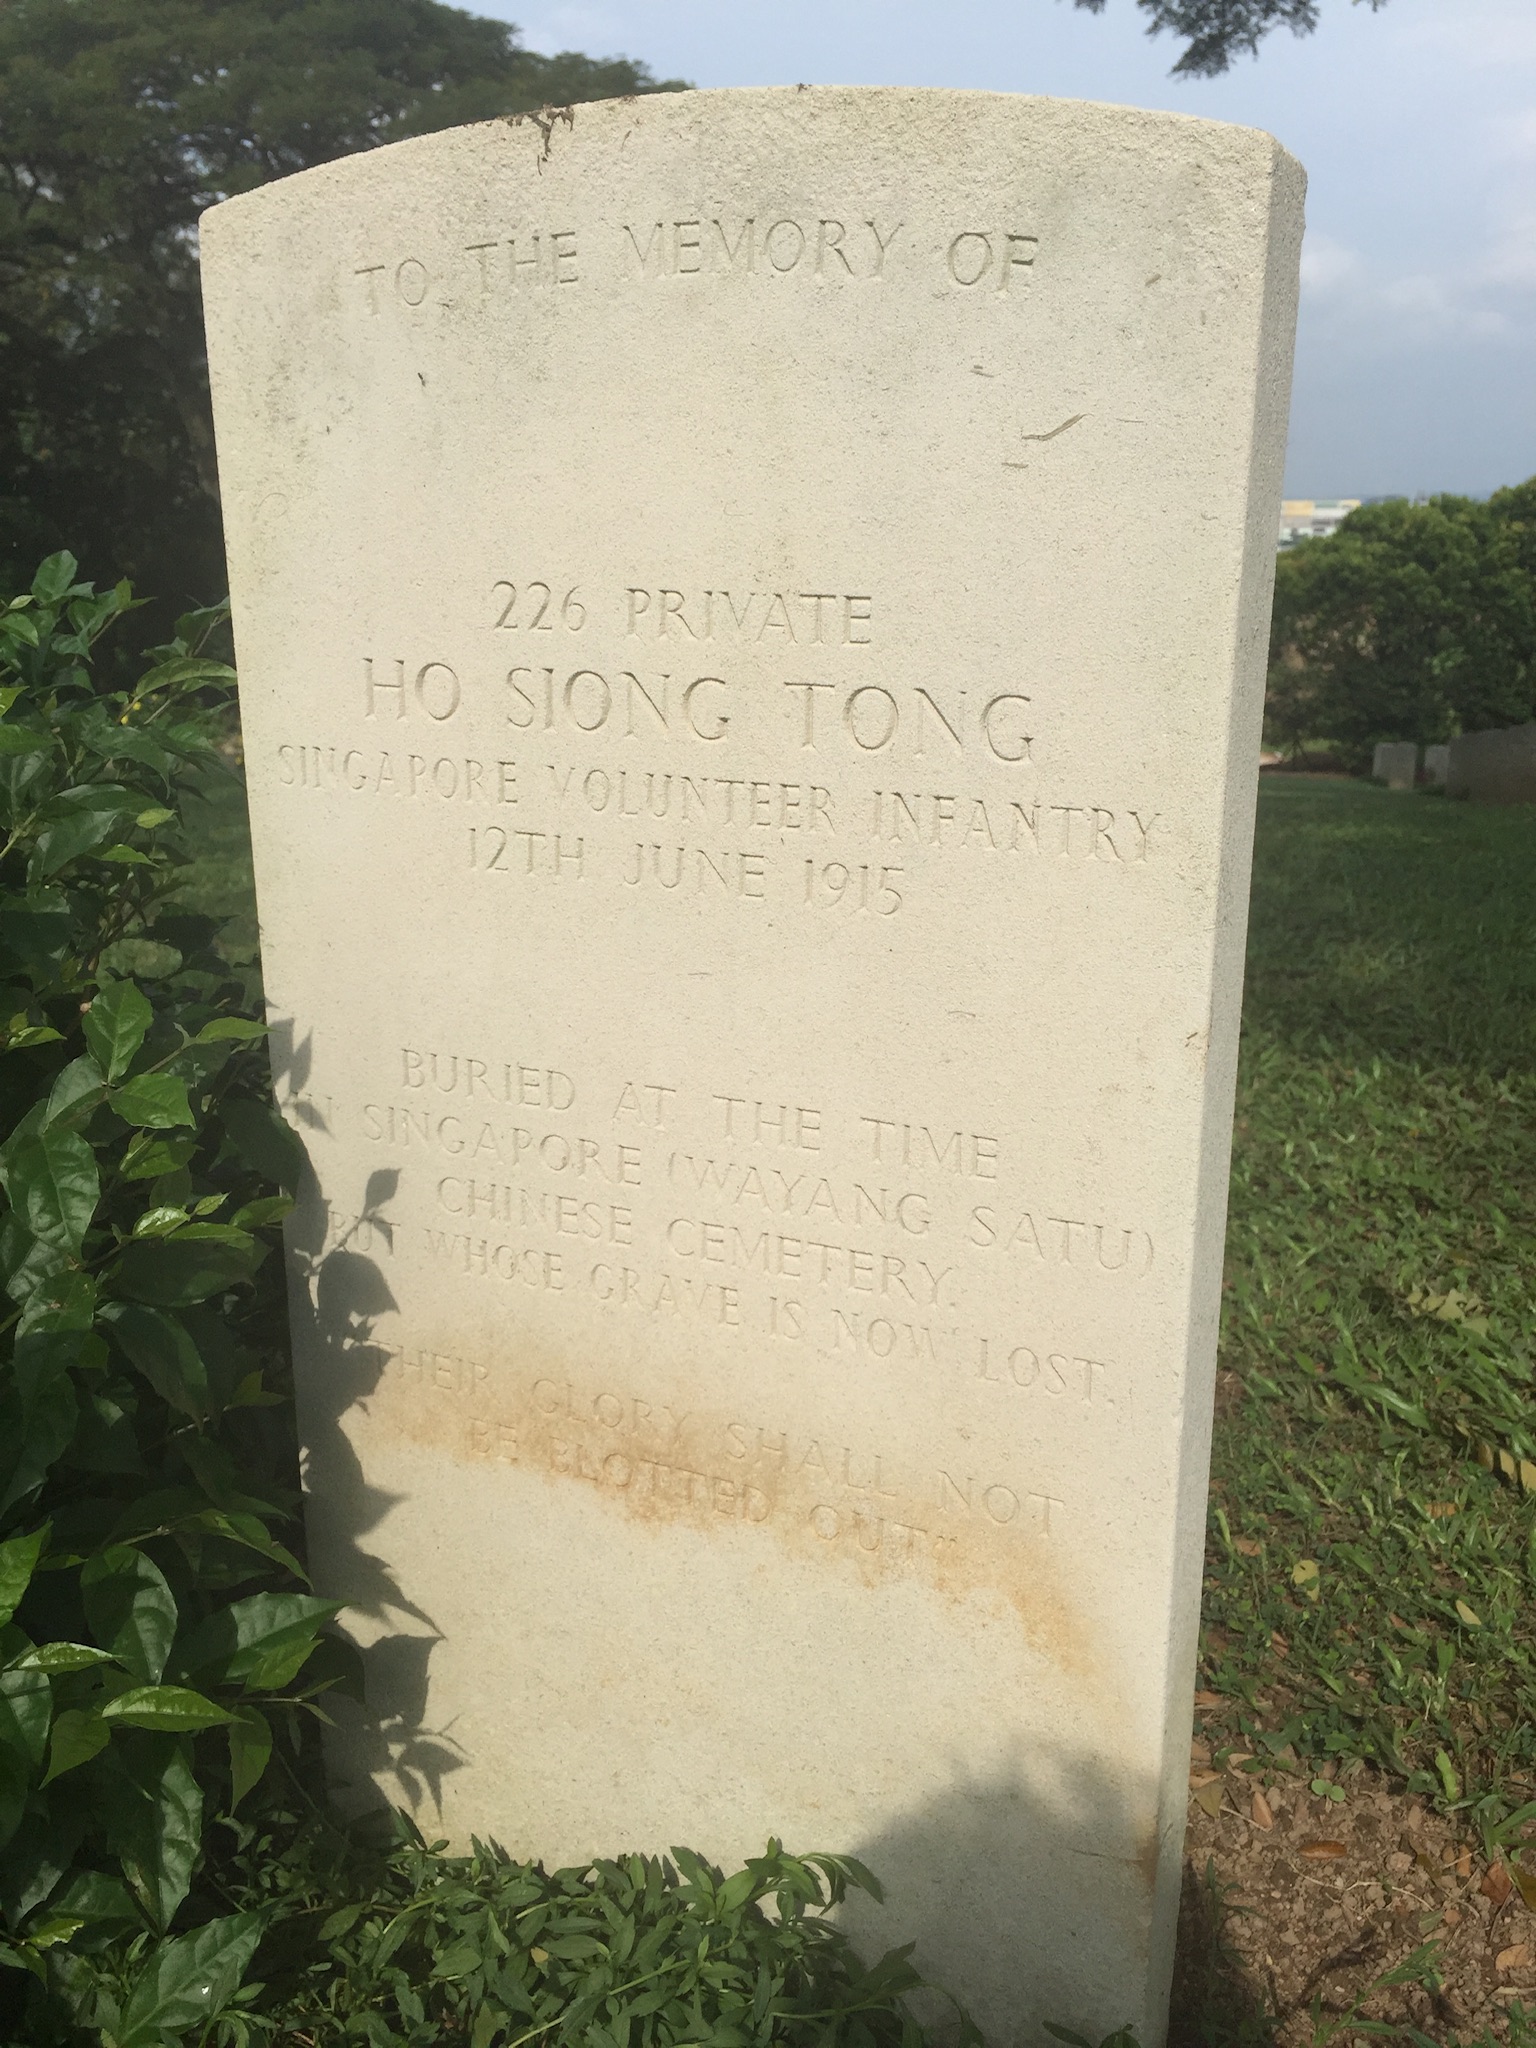 TO THE MEMORY OF
226 PRIVATE
HO SIONG TONG
SINGAPORE VOLUNTEER INFANTRY
12TH JUNE 1915
BURIED AT THE TIME
IN SINGAPORE (WAYANG SATU)
CHINESE CEMETERY.
BUT WHOSE GRAVE IS NOW LOST.
THEIR GLORY SHALL NOT
BE BLOTTED OUT"